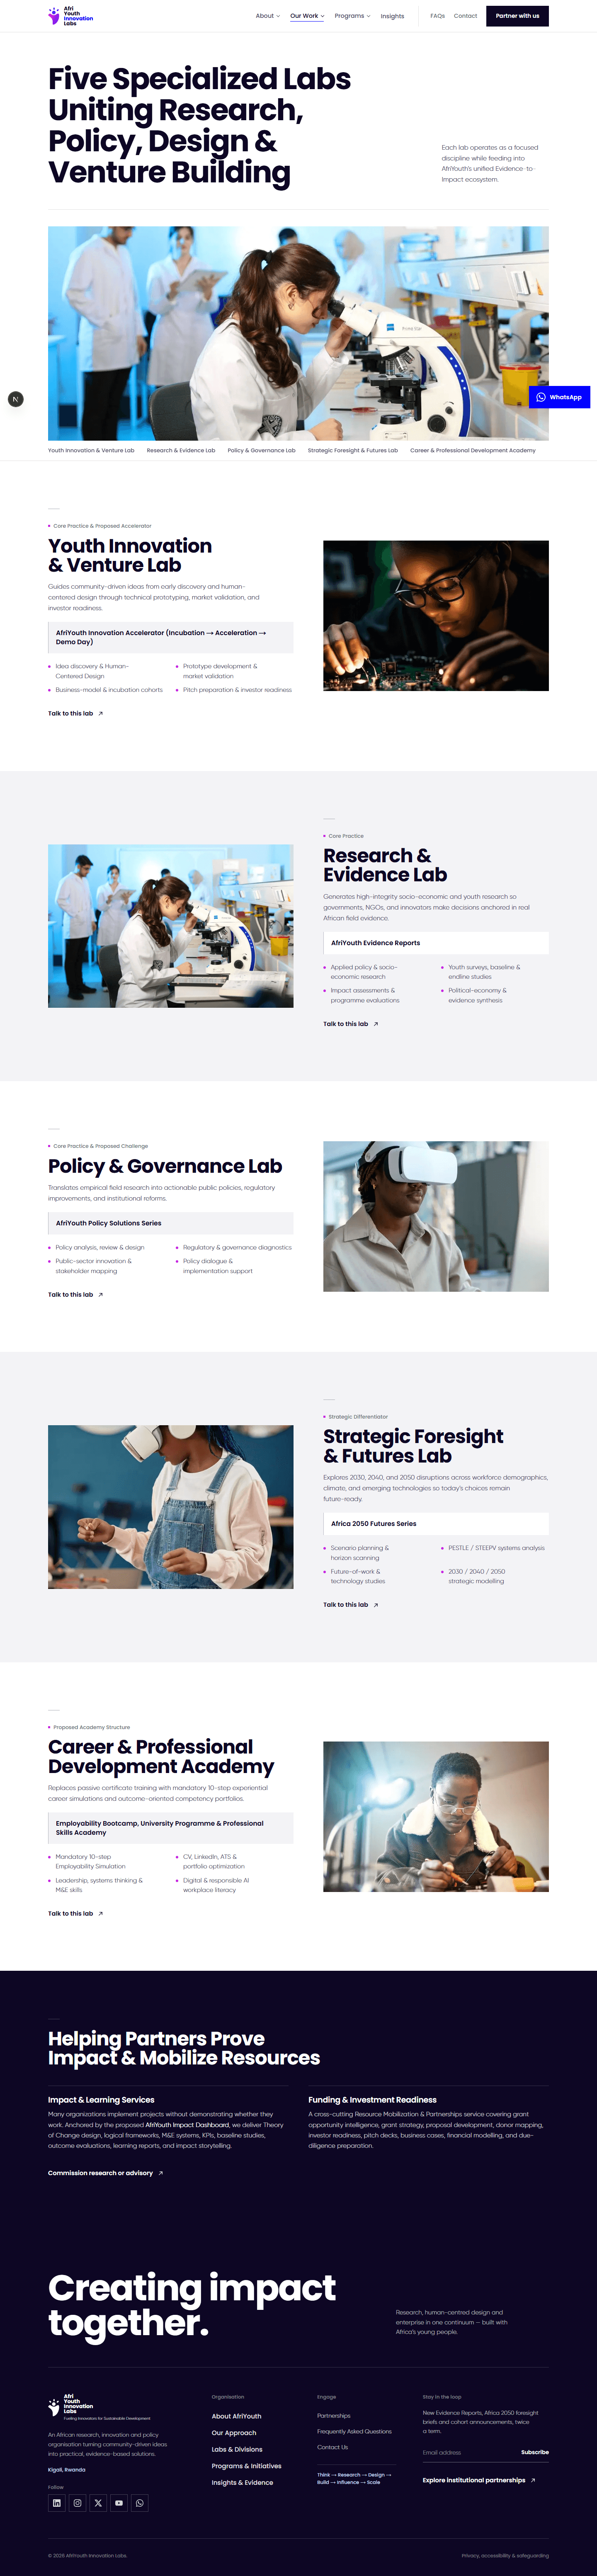 Afri
Youth
Innovation
Labs
About
Our Work
Programs
Insights
FAQs
Contact
Partner with us
Five Specialized Labs
Uniting Research,
Policy, Design &
Venture Building
Each lab operates as a focused
discipline while feeding into
AfriYouth's unified Evidence-to-
Impact ecosystem.
Primo Star
N
WhatsApp
Youth Innovation & Venture Lab
Research & Evidence Lab
Policy & Governance Lab
Strategic Foresight & Futures Lab
Career & Professional Development Academy
Core Practice & Proposed Accelerator
Youth Innovation
& Venture Lab
Guides community-driven ideas from early discovery and human-
centered design through technical prototyping, market validation, and
investor readiness.
AfriYouth Innovation Accelerator (Incubation → Acceleration →
Demo Day)
Idea discovery & Human-
Centered Design
Prototype development &
market validation
Business-model & incubation cohorts
Pitch preparation & investor readiness
Talk to this lab ↗
Core Practice
Research &
Evidence Lab
Generates high-integrity socio-economic and youth research so
governments, NGOs, and innovators make decisions anchored in real
African field evidence.
AfriYouth Evidence Reports
Applied policy & socio-
economic research
Youth surveys, baseline &
endline studies
Impact assessments &
programme evaluations
Political-economy &
evidence synthesis
Talk to this lab ↗
Core Practice & Proposed Challenge
Policy & Governance Lab
Translates empirical field research into actionable public policies, regulatory
improvements, and institutional reforms.
AfriYouth Policy Solutions Series
Policy analysis, review & design
Regulatory & governance diagnostics
Public-sector innovation &
stakeholder mapping
Policy dialogue &
implementation support
Talk to this lab ↗
Strategic Differentiator
Strategic Foresight
& Futures Lab
Explores 2030, 2040, and 2050 disruptions across workforce demographics,
climate, and emerging technologies so today's choices remain
future-ready.
Africa 2050 Futures Series
Scenario planning &
horizon scanning
PESTLE / STEEPV systems analysis
Future-of-work &
technology studies
2030 / 2040 / 2050
strategic modelling
Talk to this lab ↗
Proposed Academy Structure
Career & Professional
Development Academy
Replaces passive certificate training with mandatory 10-step experiential
career simulations and outcome-oriented competency portfolios.
Employability Bootcamp, University Programme & Professional
Skills Academy
Mandatory 10-step
Employability Simulation
CV, LinkedIn, ATS &
portfolio optimization
Leadership, systems thinking &
M&E skills
Digital & responsible AI
workplace literacy
Talk to this lab ↗
Helping Partners Prove
Impact & Mobilize Resources
Impact & Learning Services
Many organizations implement projects without demonstrating whether they
work. Anchored by the proposed AfriYouth Impact Dashboard, we deliver Theory
of Change design, logical frameworks, M&E systems, KPIs, baseline studies,
outcome evaluations, learning reports, and impact storytelling.
Funding & Investment Readiness
A cross-cutting Resource Mobilization & Partnerships service covering grant
opportunity intelligence, grant strategy, proposal development, donor mapping,
investor readiness, pitch decks, business cases, financial modelling, and due-
diligence preparation.
Commission research or advisory ↗
Creating impact
together.
Research, human-centred design and
enterprise in one continuum — built with
Africa's young people.
Afri
Youth
Innovation
Labs
Fueling Innovation for Sustainable Development
An African research, innovation and policy
organisation turning community-driven ideas
into practical, evidence-based solutions.
Kigali, Rwanda
Follow
Organisation
About AfriYouth
Our Approach
Labs & Divisions
Programs & Initiatives
Insights & Evidence
Engage
Partnerships
Frequently Asked Questions
Contact Us
Think → Research → Design →
Build → Influence → Scale
Stay in the loop
New Evidence Reports, Africa 2050 foresight
briefs and cohort announcements, twice
a term.
Email address
Subscribe
Explore institutional partnerships ↗
© 2026 AfriYouth Innovation Labs.
Privacy, accessibility & safeguarding